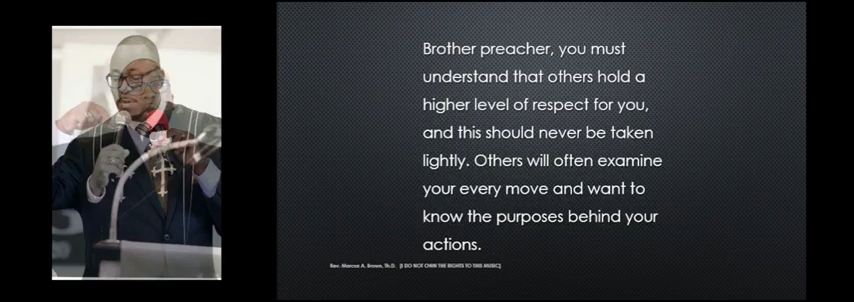 Brother preacher, you must
understand that others hold a
higher level of respect for you,
and this should never be taken
lightly. Others will often examine
your every move and want to
know the purposes behind your
actions.
Rev. Marcus A. Brown, Th.D. [I DO NOT OWN THE RIGHTS TO THIS MUSIC]